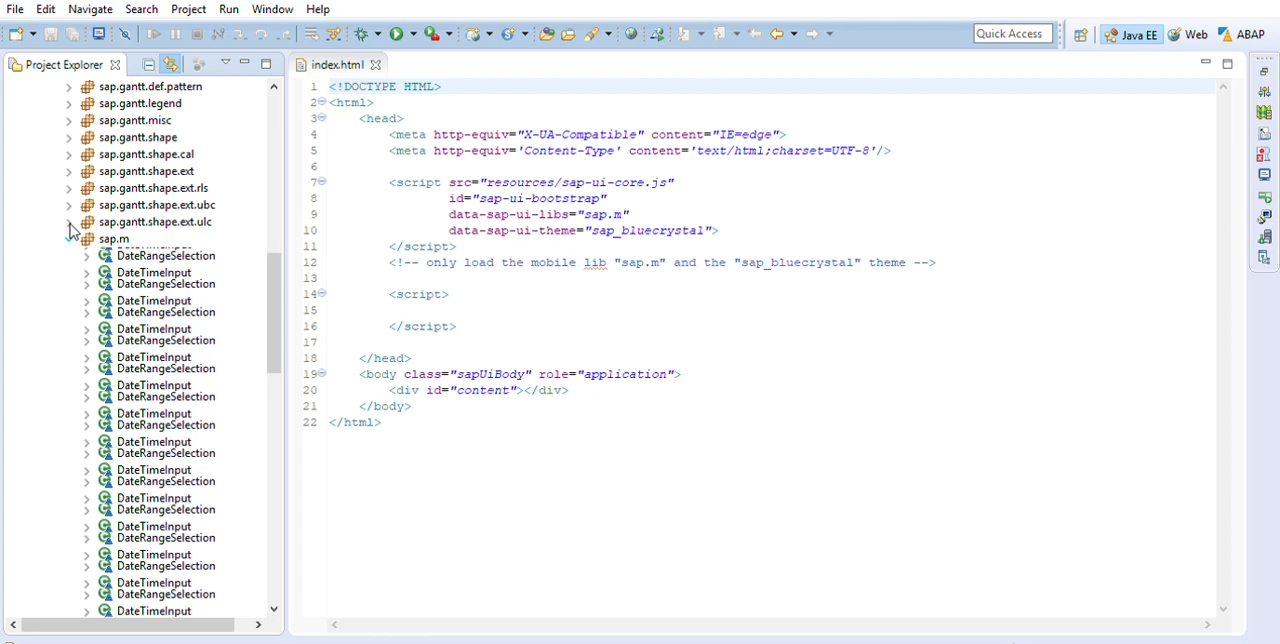 File Edit Navigate Search Project Run Window Help
Quick Access
Java EE
Web
ABAP
Project Explorer
index.html
sap.gantt.def.pattern
sap.gantt.legend
sap.gantt.misc
sap.gantt.shape
sap.gantt.shape.cal
sap.gantt.shape.ext
sap.gantt.shape.ext.rls
sap.gantt.shape.ext.ubc
sap.gantt.shape.ext.ulc
sap.m
DateRangeSelection
DateTimeInput
DateRangeSelection
DateTimeInput
DateRangeSelection
DateTimeInput
DateRangeSelection
DateTimeInput
DateRangeSelection
DateTimeInput
DateRangeSelection
DateTimeInput
DateRangeSelection
DateTimeInput
DateRangeSelection
DateTimeInput
DateRangeSelection
DateTimeInput
DateRangeSelection
DateTimeInput
DateRangeSelection
DateTimeInput
DateRangeSelection
DateTimeInput
DateRangeSelection
DateTimeInput
1 <!DOCTYPE HTML>
2 <html>
3 <head>
4 <meta http-equiv="X-UA-Compatible" content="IE=edge">
5 <meta http-equiv='Content-Type' content='text/html;charset=UTF-8'/>
6
7 <script src="resources/sap-ui-core.js"
8 id="sap-ui-bootstrap"
9 data-sap-ui-libs="sap.m"
10 data-sap-ui-theme="sap_bluecrystal">
11 </script>
12 <!-- only load the mobile lib "sap.m" and the "sap_bluecrystal" theme -->
13
14 <script>
15
16 </script>
17
18 </head>
19 <body class="sapUiBody" role="application">
20 <div id="content"></div>
21 </body>
22 </html>